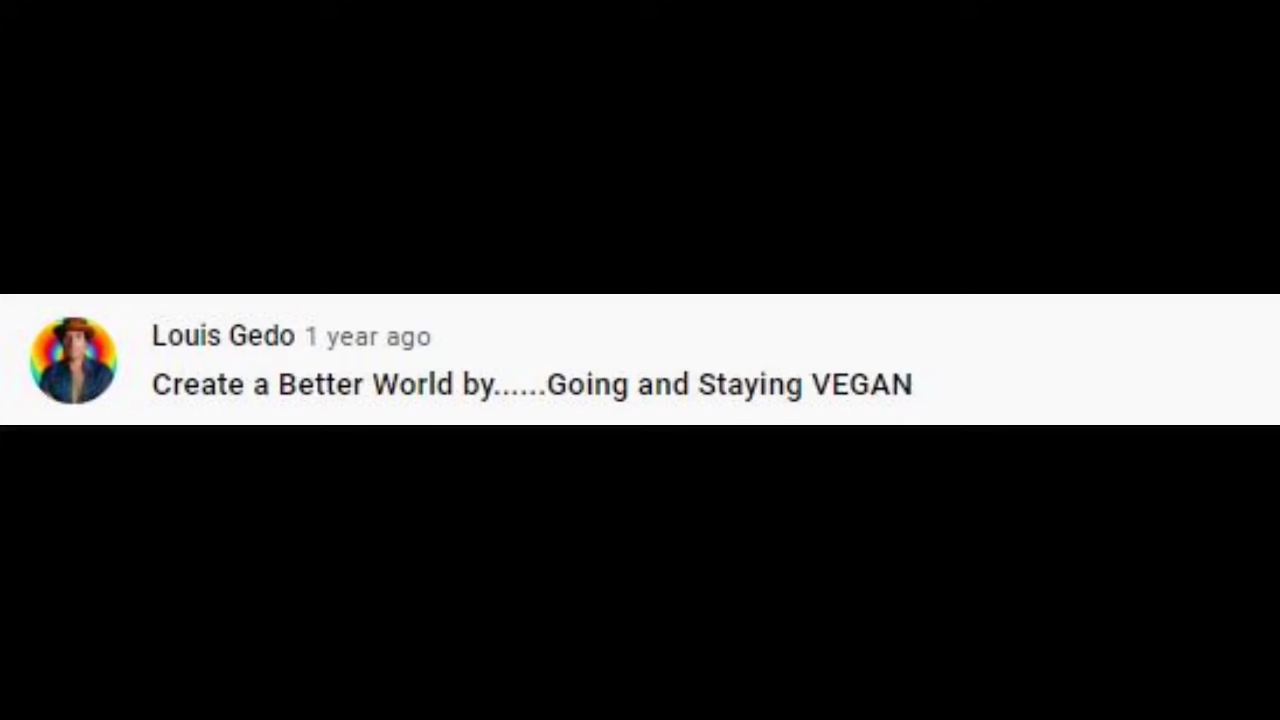 Louis Gedo 1 year ago
Create a Better World by......Going and Staying VEGAN